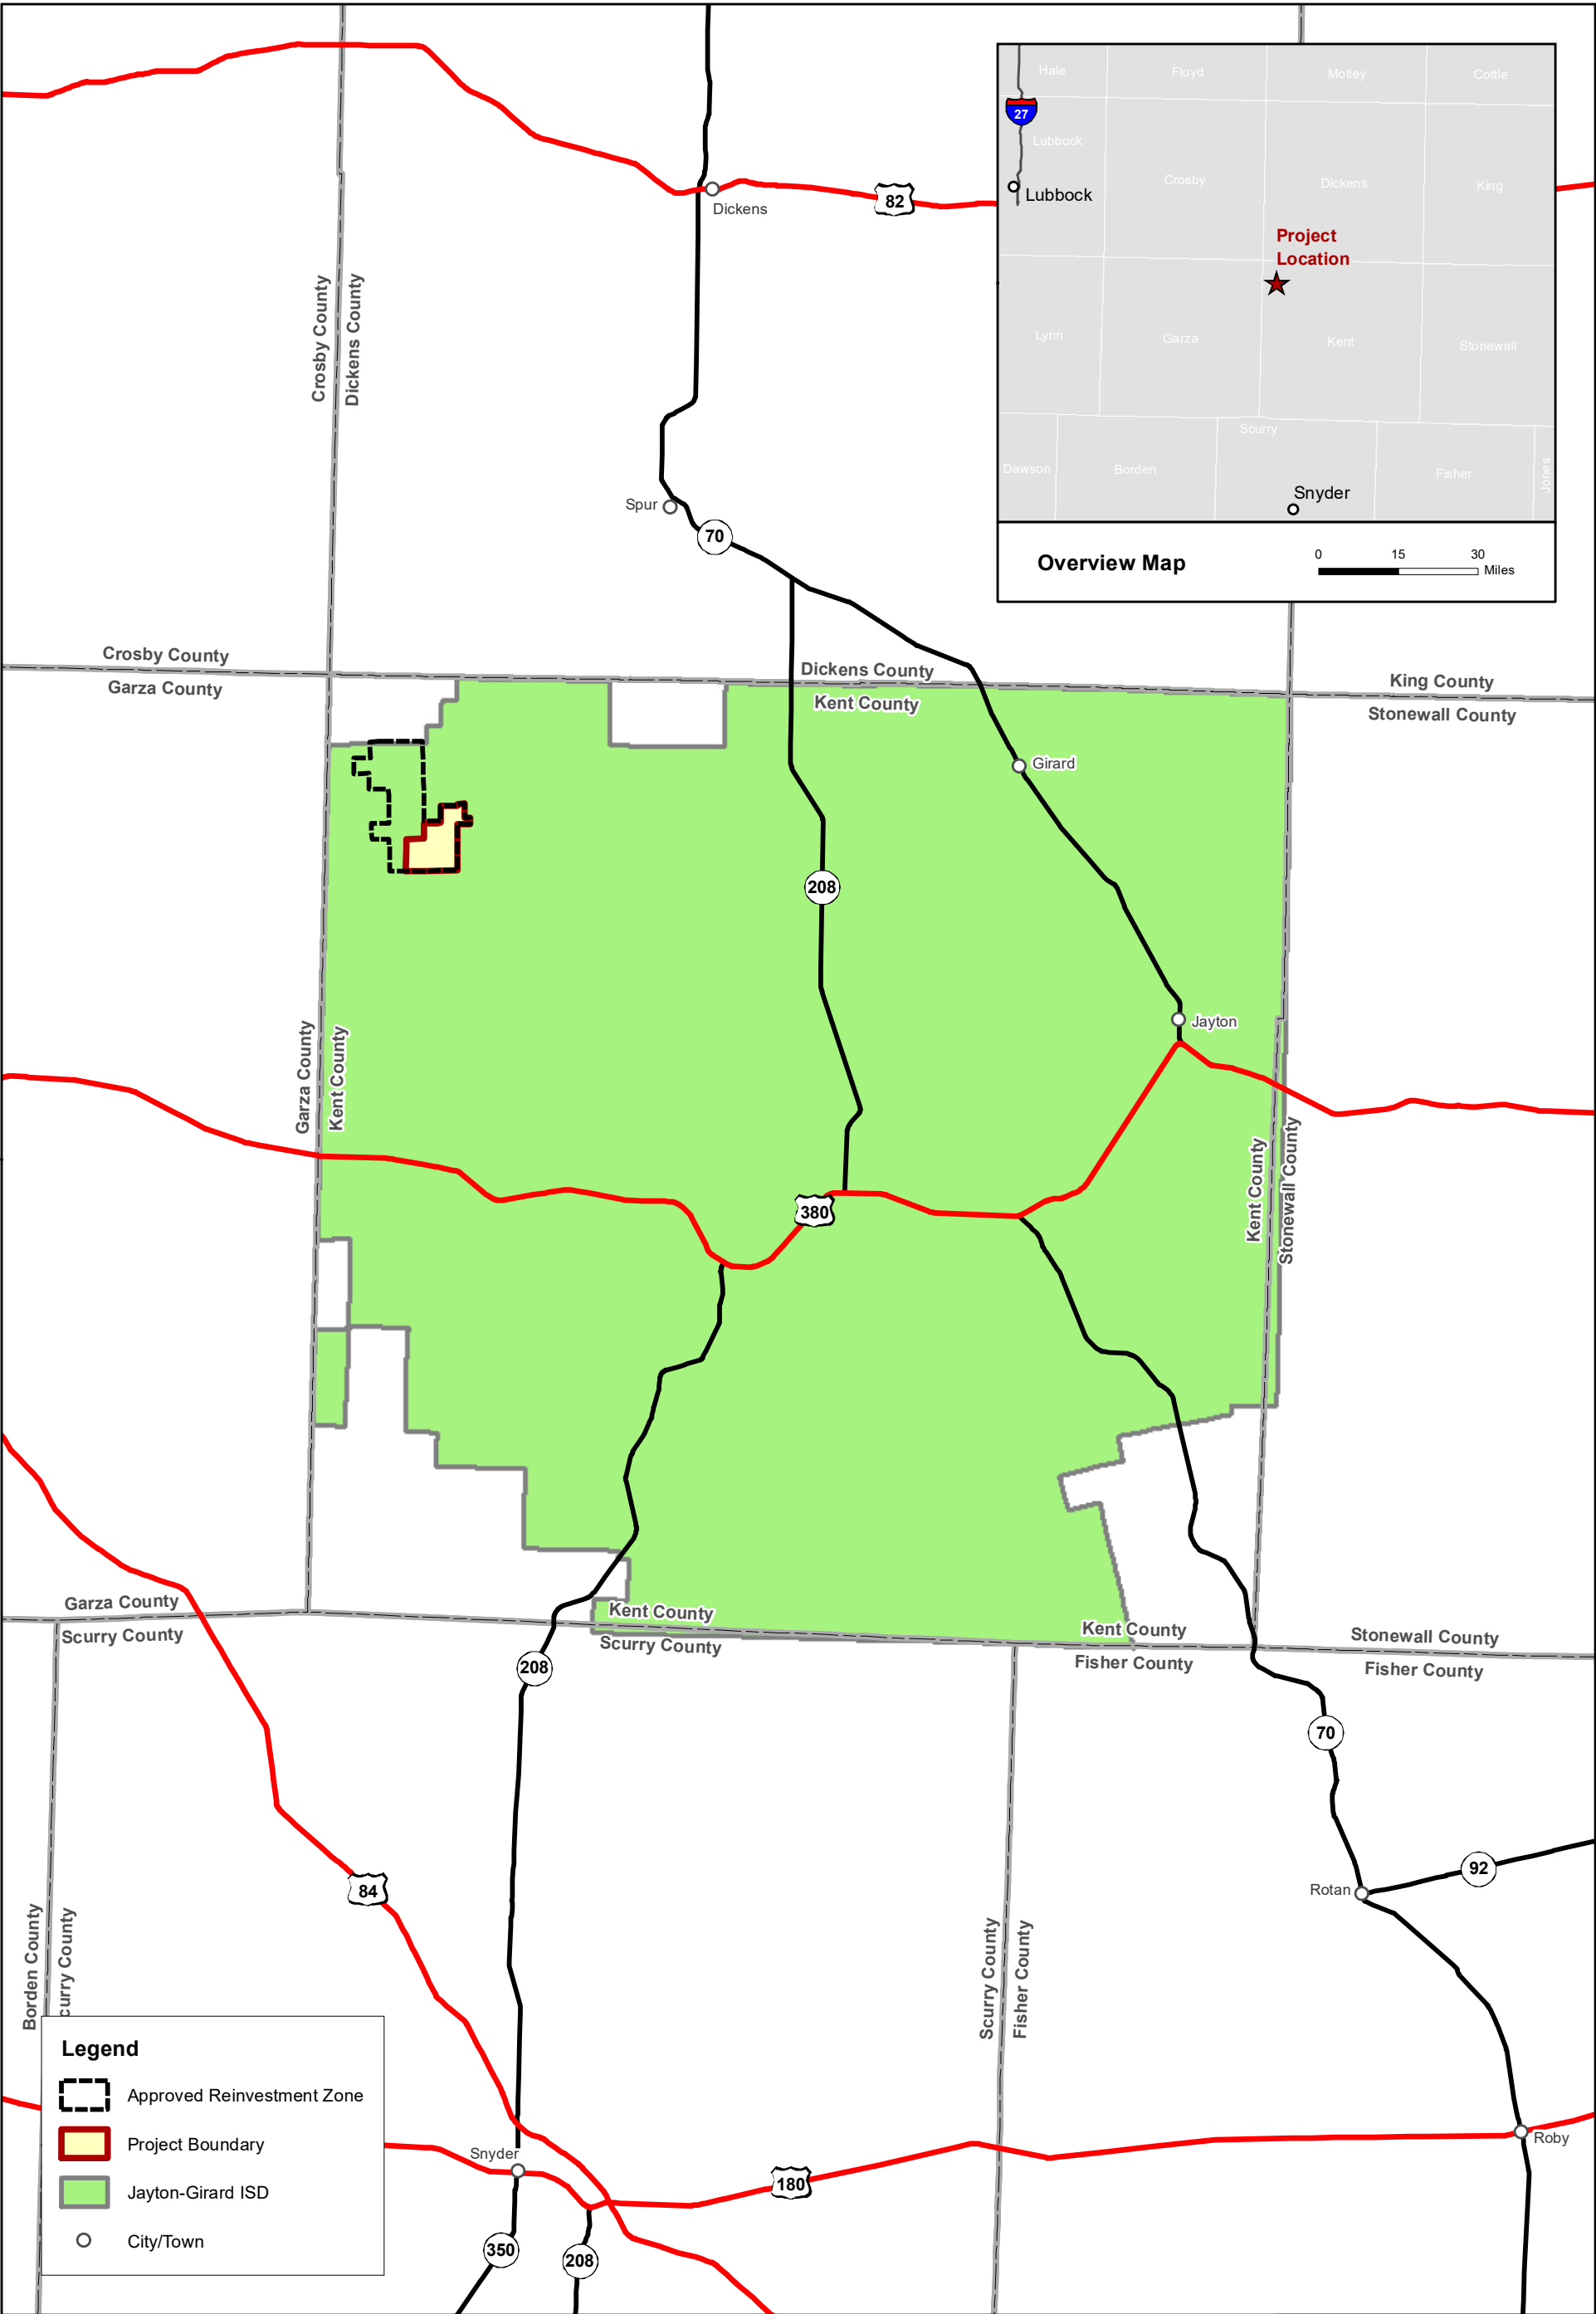 Hale
Floyd
Motley
Cottle
27
Lubbock
Lubbock
Crosby
Dickens
King
Project
Location
Lynn
Garza
Kent
Stonewall
Scurry
Dawson
Borden
Fisher
Jones
Snyder
Overview Map
0 15 30
Miles
82
Dickens
Crosby County
Dickens County
Spur
70
Crosby County
Garza County
Dickens County
Kent County
King County
Stonewall County
Girard
208
Jayton
Garza County
Kent County
380
Kent County
Stonewall County
Garza County
Scurry County
Kent County
Scurry County
Kent County
Fisher County
Stonewall County
Fisher County
208
70
84
92
Rotan
Borden County
curry County
Scurry County
Fisher County
Legend
Approved Reinvestment Zone
Project Boundary
Jayton-Girard ISD
City/Town
Snyder
180
Roby
350
208